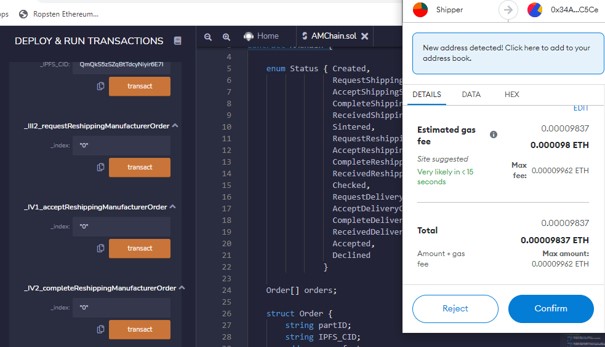 ps
Ropsten Ethereum...
DEPLOY & RUN TRANSACTIONS
_IPFS_CID:
transact
_III2_requestReshippingManufacturerOrder
_index: "0"
transact
_IV1_acceptReshippingManufacturerOrder
_index: "0"
transact
_IV2_completeReshippingManufacturerOrder
_index: "0"
transact
Home
AMChain.sol
4
5 enum Status { Created,
6 RequestShipping
7 AcceptShippingS
8 CompleteShippin
9 ReceivedShippin
10 Sintered,
11 RequestReshippi
12 AcceptReshippin
13 CompleteReshipp
14 ReceivedReshipp
15 Checked,
16 RequestDelivery
17 AcceptDeliveryO
18 CompleteDeliver
19 ReceivedDeliver
20 Accepted,
21 Declined
22 }
23
24 Order[] orders;
25
26 struct Order {
27 string partID;
28 string IPFS_CID;
Shipper
0x34A...C5Ce
New address detected! Click here to add to your
address book.
DETAILS DATA HEX
EDIT
Estimated gas
fee
0.00009837
0.000098 ETH
Site suggested
Very likely in < 15
seconds
Max
fee:
0.00009962 ETH
Total
0.00009837
0.00009837 ETH
Amount + gas
fee
Max amount:
0.00009962 ETH
Reject
Confirm